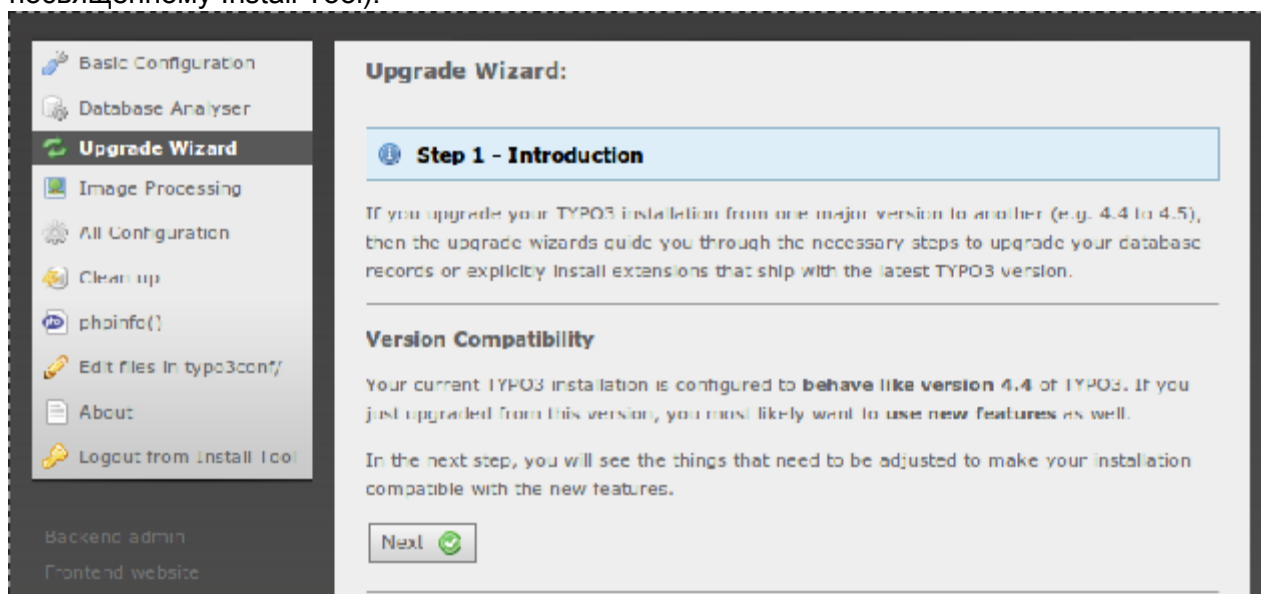 посвященному Install Tool).
Basic Configuration
Database Analyser
Upgrade Wizard
Image Processing
All Configuration
Clean up
phpinfo()
Edit files in typo3conf/
About
Logout from Install Tool
Backend admin
Frontend website
Upgrade Wizard:
Step 1 - Introduction
If you upgrade your TYPO3 installation from one major version to another (e.g. 4.4 to 4.5),
then the upgrade wizards guide you through the necessary steps to upgrade your database
records or explicitly install extensions that ship with the latest TYPO3 version.
Version Compatibility
Your current TYPO3 installation is configured to behave like version 4.4 of TYPO3. If you
just upgraded from this version, you most likely want to use new features as well.
In the next step, you will see the things that need to be adjusted to make your installation
compatible with the new features.
Next